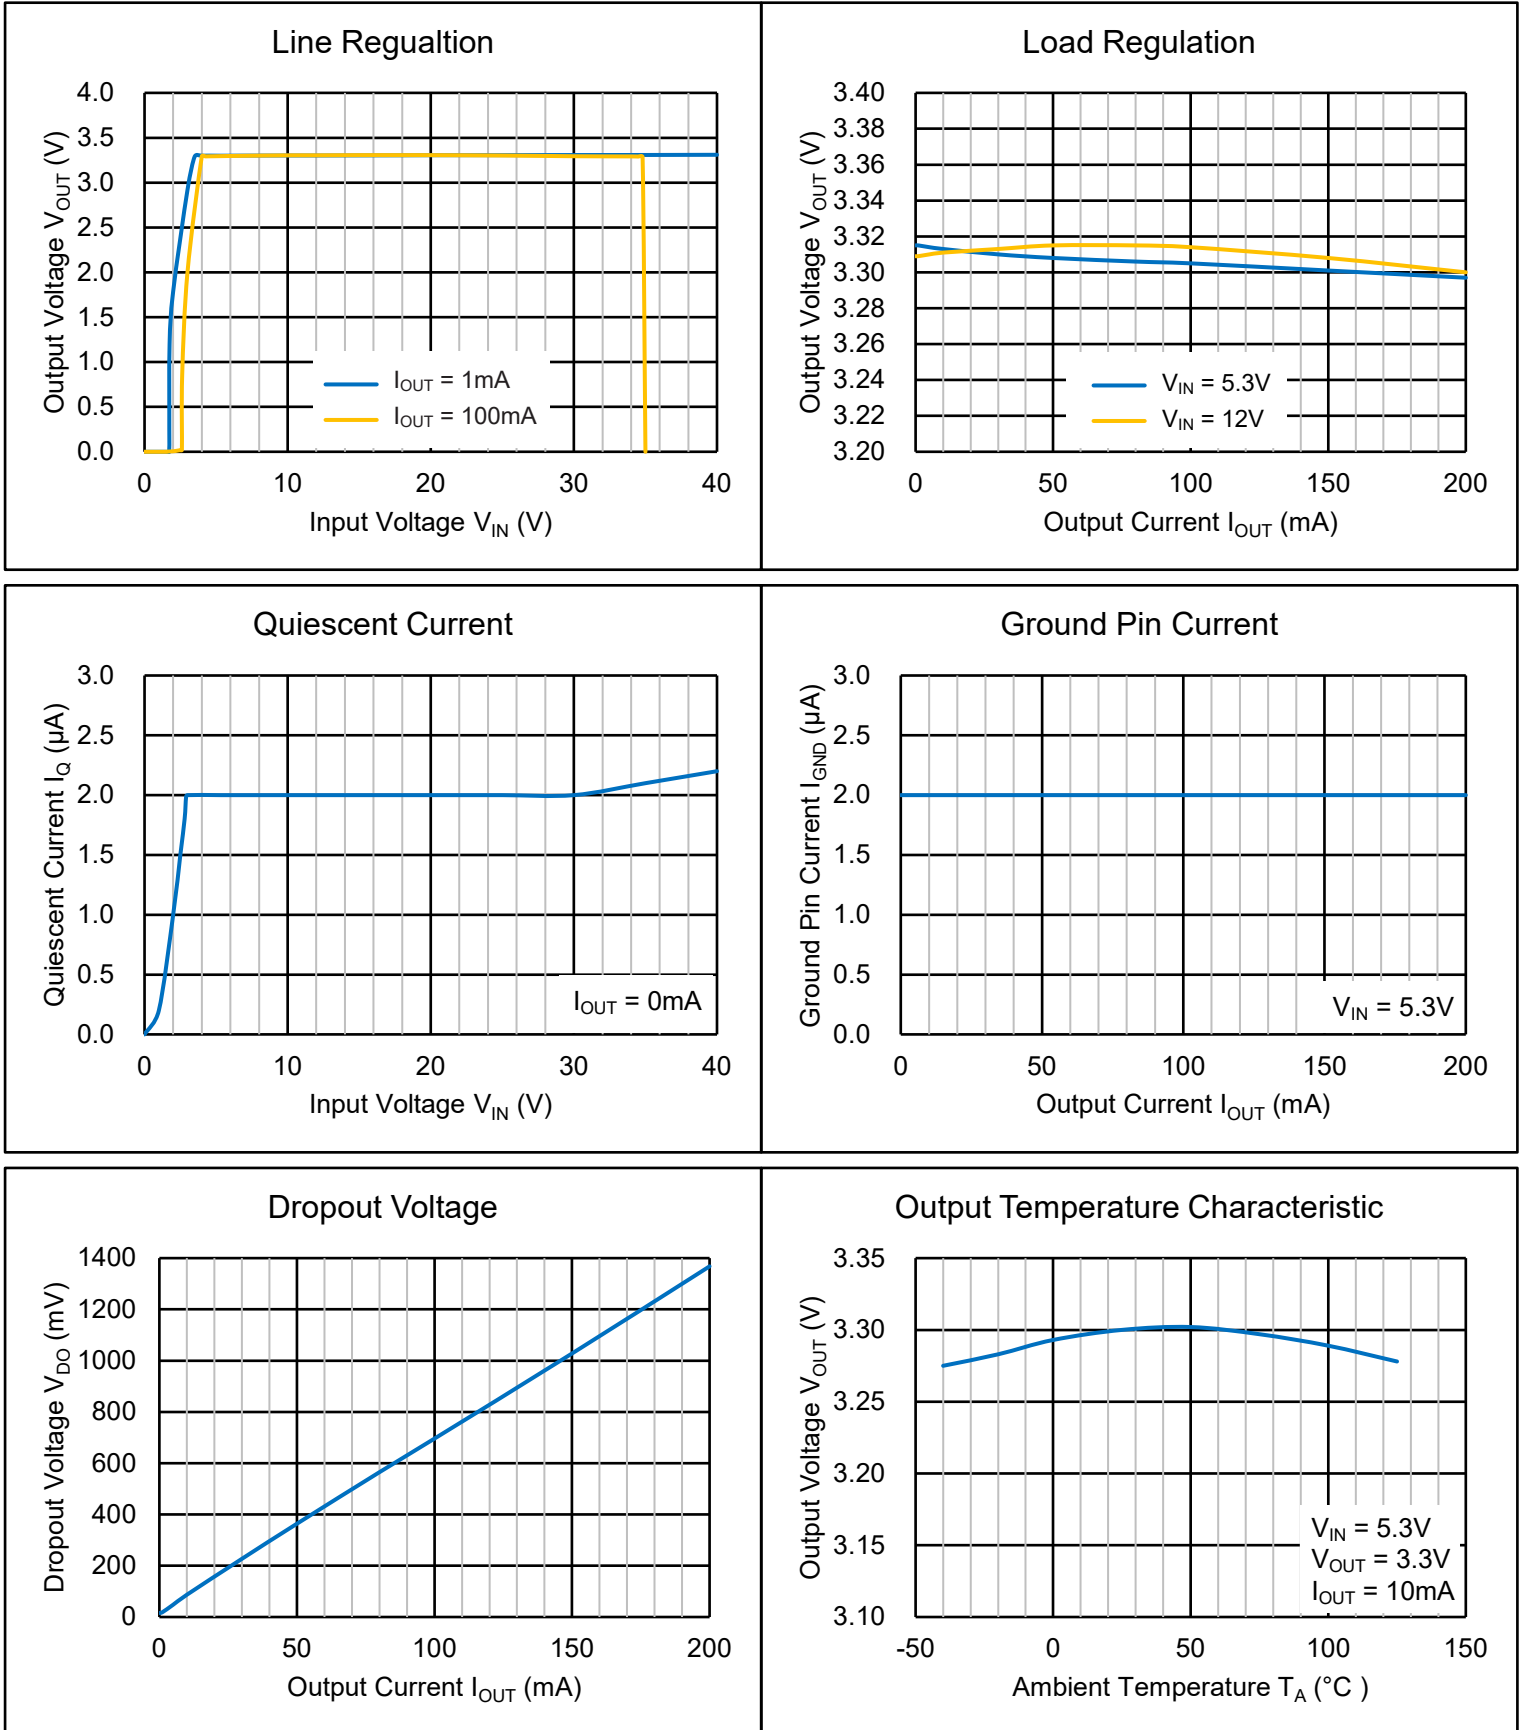 Line Regualtion
Output Voltage VOUT (V)
4.0
3.5
3.0
2.5
2.0
1.5
1.0
0.5
0.0
IOUT = 1mA
IOUT = 100mA
0 10 20 30 40
Input Voltage VIN (V)
Load Regulation
Output Voltage VOUT (V)
3.40
3.38
3.36
3.34
3.32
3.30
3.28
3.26
3.24
3.22
3.20
VIN = 5.3V
VIN = 12V
0 50 100 150 200
Output Current IOUT (mA)
Quiescent Current
Quiescent Current IQ (µA)
3.0
2.5
2.0
1.5
1.0
0.5
0.0
IOUT = 0mA
0 10 20 30 40
Input Voltage VIN (V)
Ground Pin Current
Ground Pin Current IGND (µA)
3.0
2.5
2.0
1.5
1.0
0.5
0.0
VIN = 5.3V
0 50 100 150 200
Output Current IOUT (mA)
Dropout Voltage
Dropout Voltage VDO (mV)
1400
1200
1000
800
600
400
200
0
0 50 100 150 200
Output Current IOUT (mA)
Output Temperature Characteristic
Output Voltage VOUT (V)
3.35
3.30
3.25
3.20
3.15
3.10
VIN = 5.3V
VOUT = 3.3V
IOUT = 10mA
-50 0 50 100 150
Ambient Temperature TA (°C )